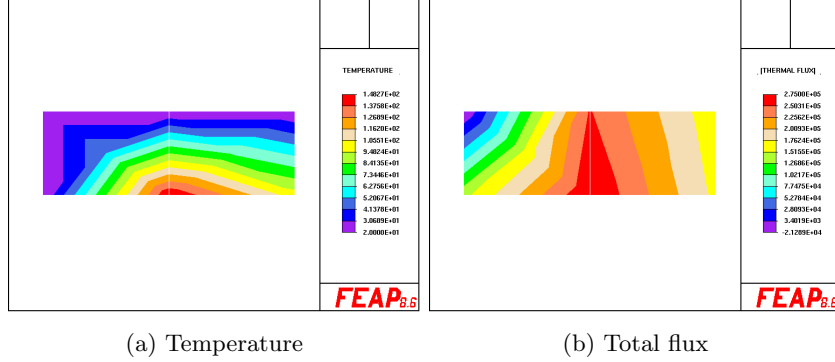 TEMPERATURE
1.4827E+02
1.3758E+02
1.2689E+02
1.1620E+02
1.0551E+02
9.4824E+01
8.4135E+01
7.3446E+01
6.2756E+01
5.2067E+01
4.1378E+01
3.0689E+01
2.0000E+01
FEAP8.6
(a) Temperature
|THERMAL FLUX|
2.7500E+05
2.5031E+05
2.2562E+05
2.0093E+05
1.7624E+05
1.5155E+05
1.2686E+05
1.0217E+05
7.7475E+04
5.2784E+04
2.8093E+04
3.4019E+03
-2.1289E+04
FEAP8.6
(b) Total flux